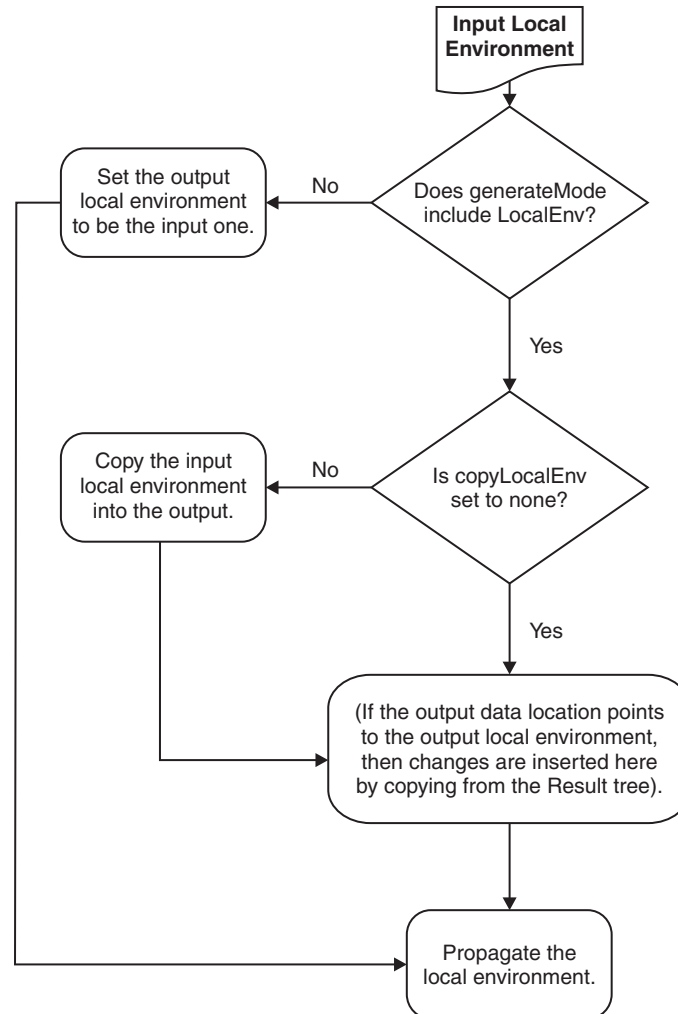 Input Local
Environment
Does generateMode
include LocalEnv?
No
Set the output
local environment
to be the input one.
Yes
Is copyLocalEnv
set to none?
No
Copy the input
local environment
into the output.
Yes
(If the output data location points
to the output local environment,
then changes are inserted here
by copying from the Result tree).
Propagate the
local environment.